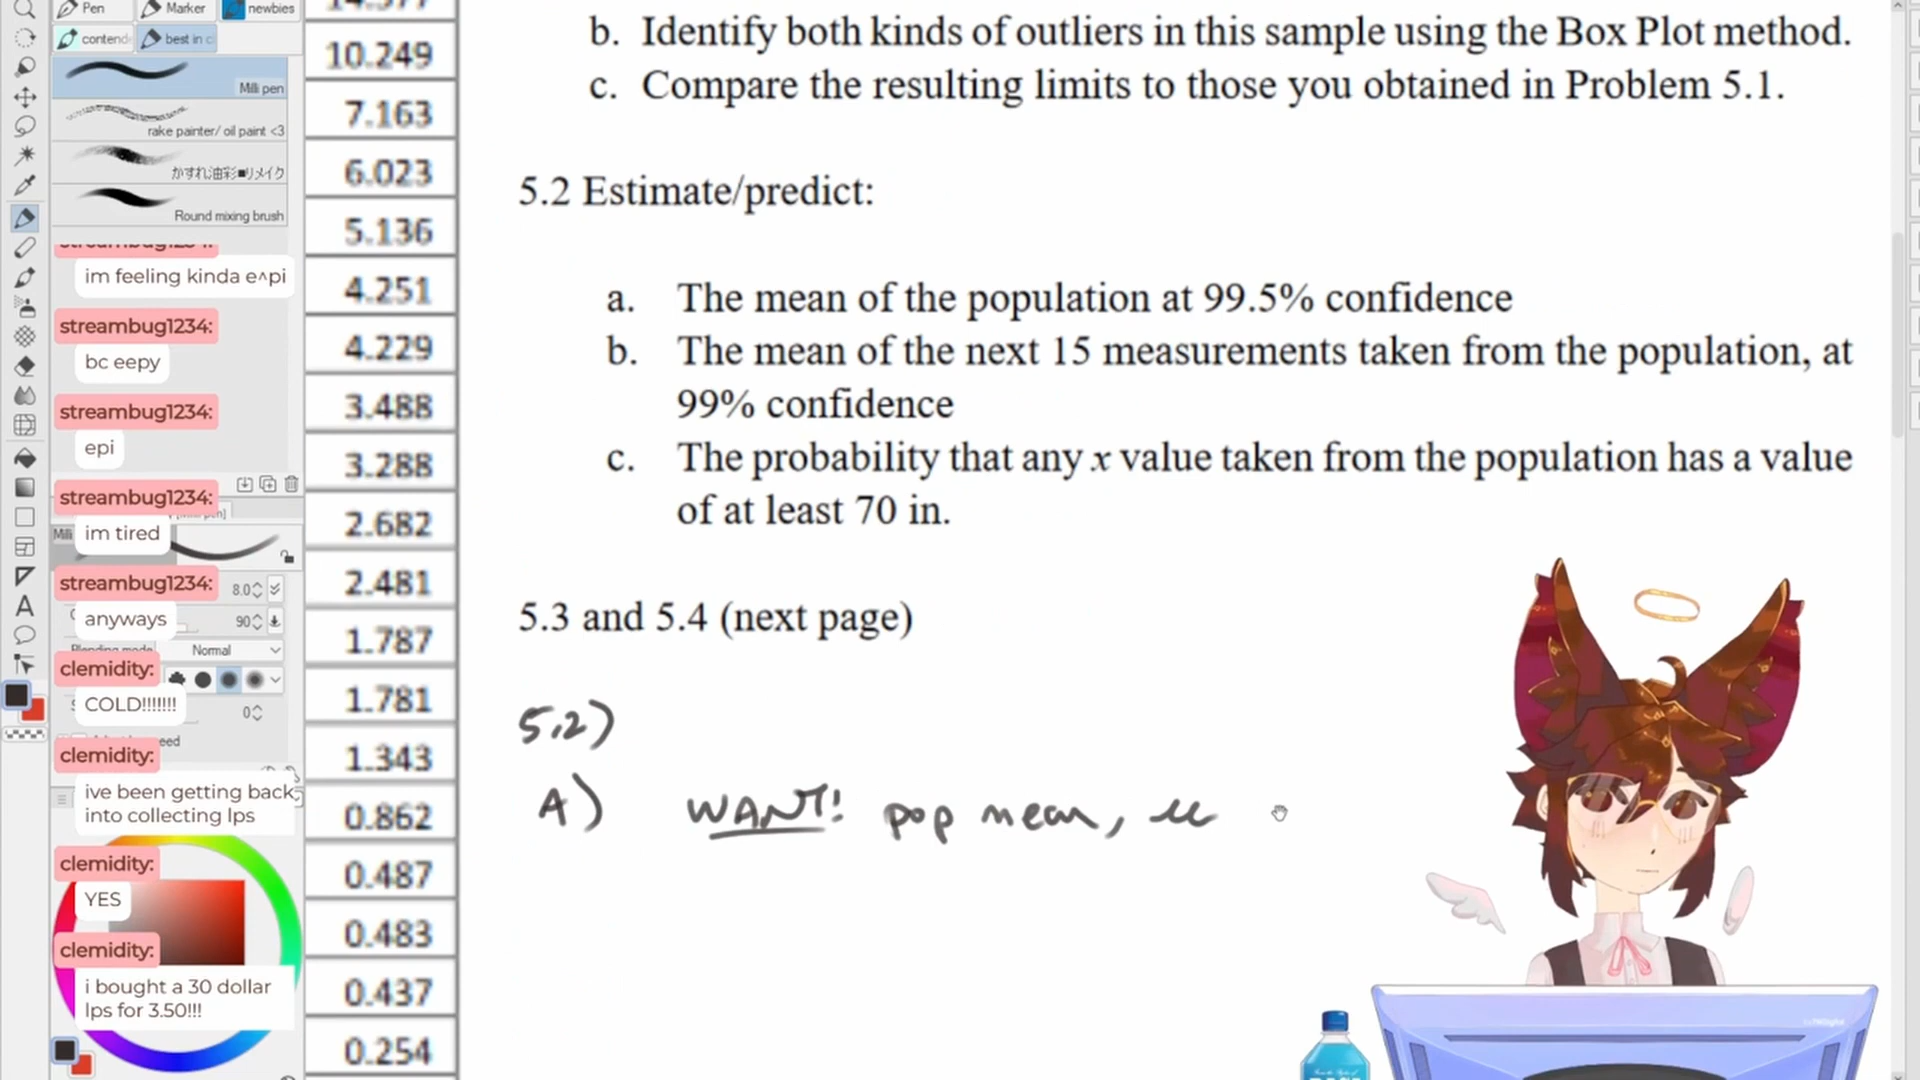 Pen
Marker
newbies
best in c
Milli pen
rake painter/ oil paint <3
かすれ油彩■リメイク
Round mixing brush
im feeling kinda e^pi
streambug1234:
bc eepy
streambug1234:
epi
streambug1234:
im tired
streambug1234:
8.0
anyways
90
Normal
clemidity:
COLD!!!!!!!
0
clemidity:
ive been getting back
into collecting lps
clemidity:
YES
clemidity:
i bought a 30 dollar
lps for 3.50!!!
10.249
7.163
6.023
5.136
4.251
4.229
3.488
3.288
2.682
2.481
1.787
1.781
1.343
0.862
0.487
0.483
0.437
0.254
b. Identify both kinds of outliers in this sample using the Box Plot method.
c. Compare the resulting limits to those you obtained in Problem 5.1.
5.2 Estimate/predict:
a. The mean of the population at 99.5% confidence
b. The mean of the next 15 measurements taken from the population, at
99% confidence
c. The probability that any x value taken from the population has a value
of at least 70 in.
5.3 and 5.4 (next page)
5.2)
A) WANT! pop mean, μ